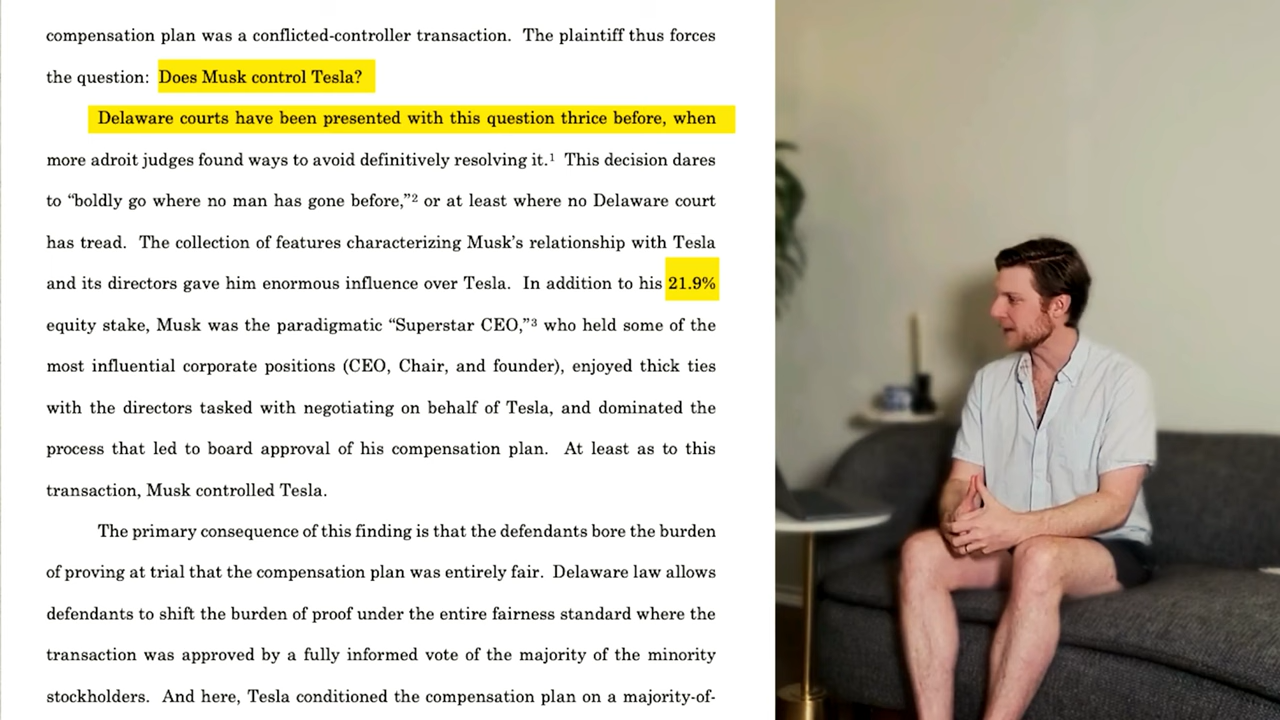 compensation plan was a conflicted-controller transaction. The plaintiff thus forces
the question: Does Musk control Tesla?
Delaware courts have been presented with this question thrice before, when
more adroit judges found ways to avoid definitively resolving it.¹ This decision dares
to “boldly go where no man has gone before,”² or at least where no Delaware court
has tread. The collection of features characterizing Musk’s relationship with Tesla
and its directors gave him enormous influence over Tesla. In addition to his 21.9%
equity stake, Musk was the paradigmatic “Superstar CEO,”³ who held some of the
most influential corporate positions (CEO, Chair, and founder), enjoyed thick ties
with the directors tasked with negotiating on behalf of Tesla, and dominated the
process that led to board approval of his compensation plan. At least as to this
transaction, Musk controlled Tesla.
The primary consequence of this finding is that the defendants bore the burden
of proving at trial that the compensation plan was entirely fair. Delaware law allows
defendants to shift the burden of proof under the entire fairness standard where the
transaction was approved by a fully informed vote of the majority of the minority
stockholders. And here, Tesla conditioned the compensation plan on a majority-of-